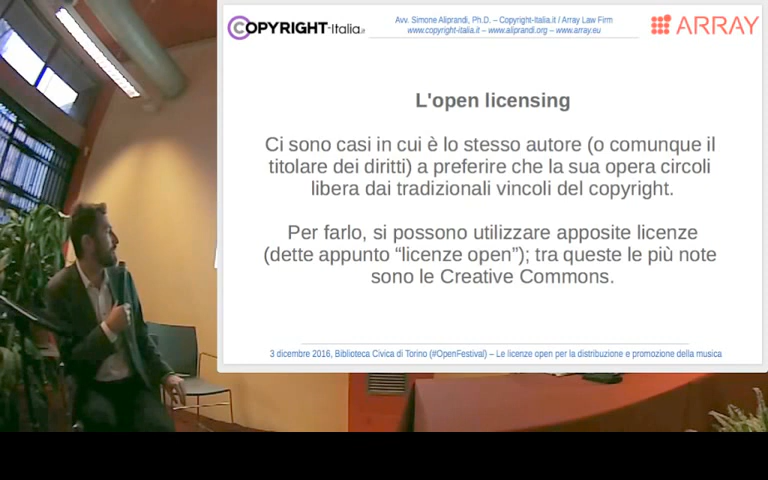 COPYRIGHT-Italia.it
Avv. Simone Aliprandi, Ph.D. – Copyright-Italia.it / Array Law Firm
www.copyright-italia.it – www.aliprandi.org – www.array.eu
ARRAY
L'open licensing
Ci sono casi in cui è lo stesso autore (o comunque il
titolare dei diritti) a preferire che la sua opera circoli
libera dai tradizionali vincoli del copyright.
Per farlo, si possono utilizzare apposite licenze
(dette appunto “licenze open”); tra queste le più note
sono le Creative Commons.
3 dicembre 2016, Biblioteca Civica di Torino (#OpenFestival) – Le licenze open per la distribuzione e promozione della musica